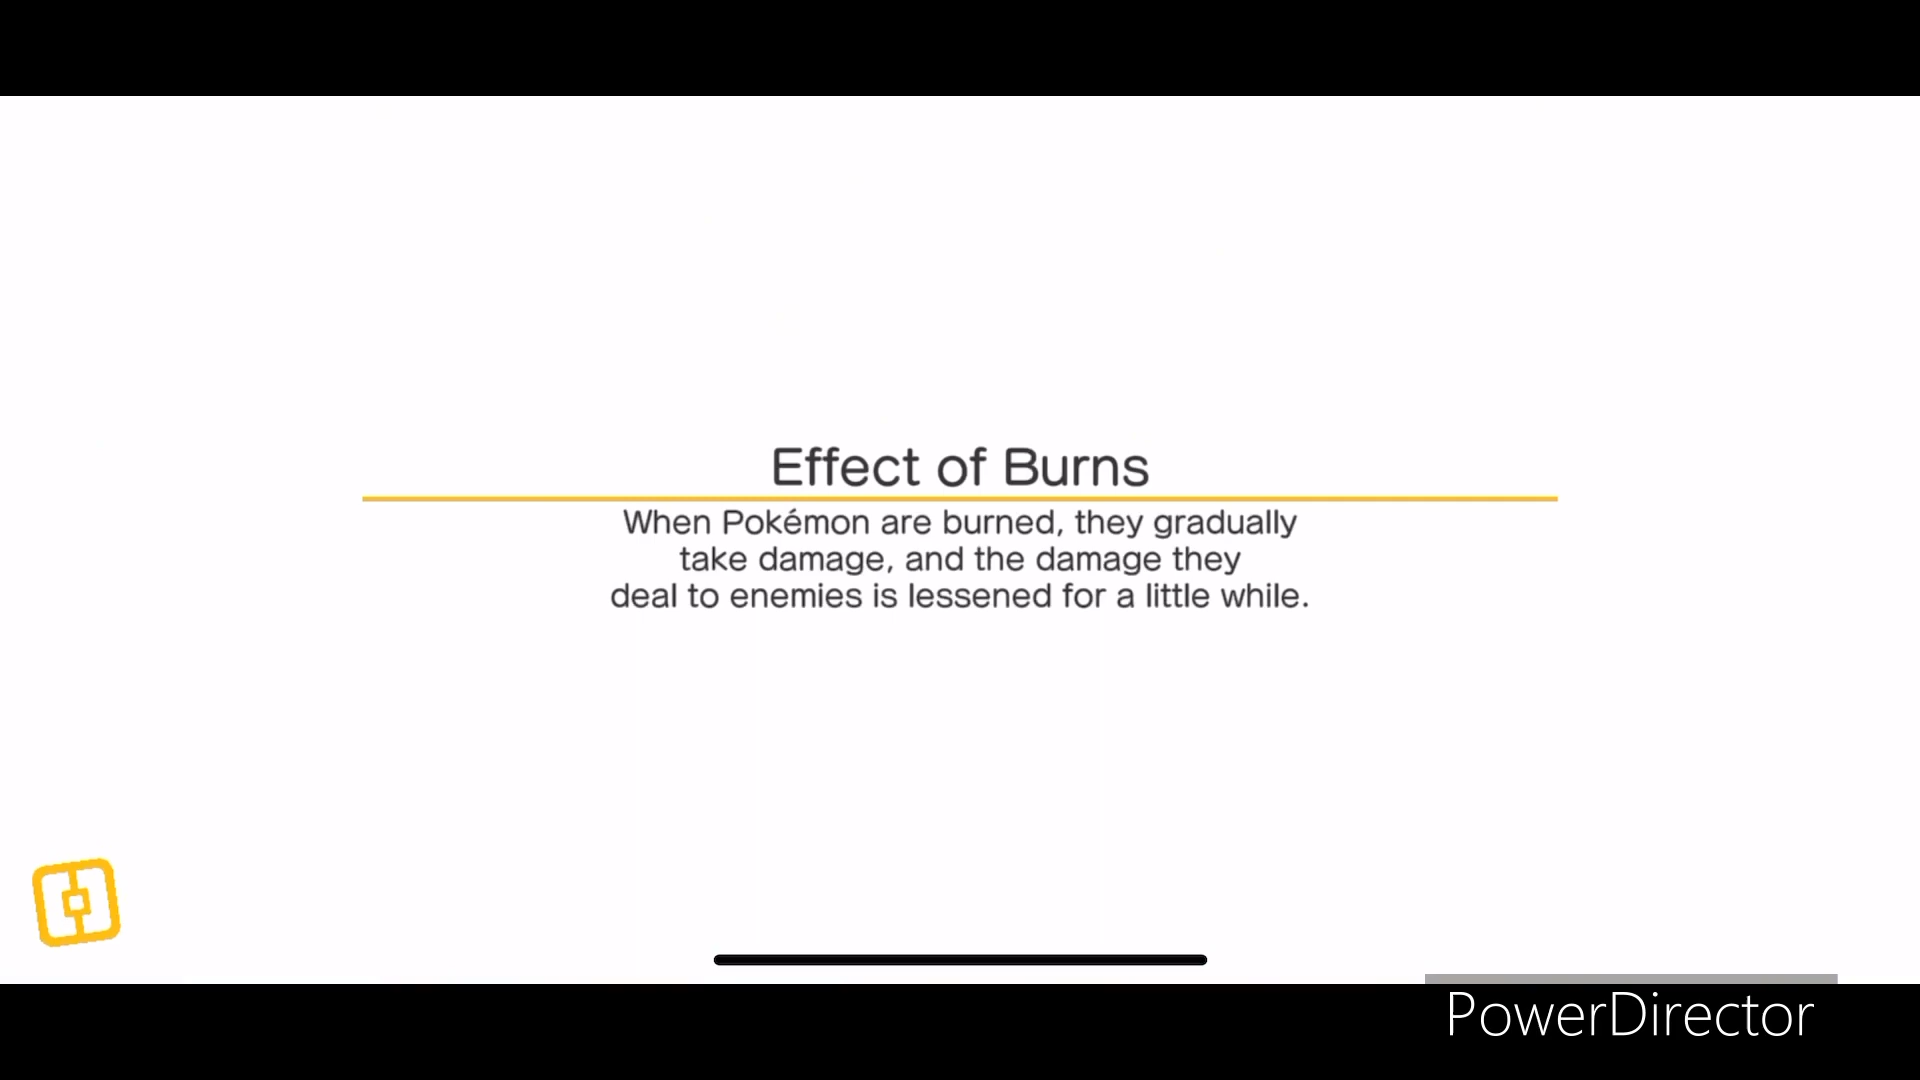 Effect of Burns
When Pokémon are burned, they gradually
take damage, and the damage they
deal to enemies is lessened for a little while.
PowerDirector